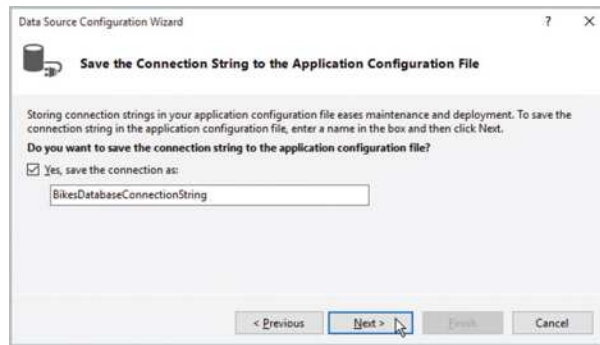 Data Source Configuration Wizard
?
Save the Connection String to the Application Configuration File
Storing connection strings in your application configuration file eases maintenance and deployment. To save the
connection string in the application configuration file, enter a name in the box and then click Next.
Do you want to save the connection string to the application configuration file?
Yes, save the connection as:
BikesDatabaseConnectionString
< Previous
Next >
Finish
Cancel